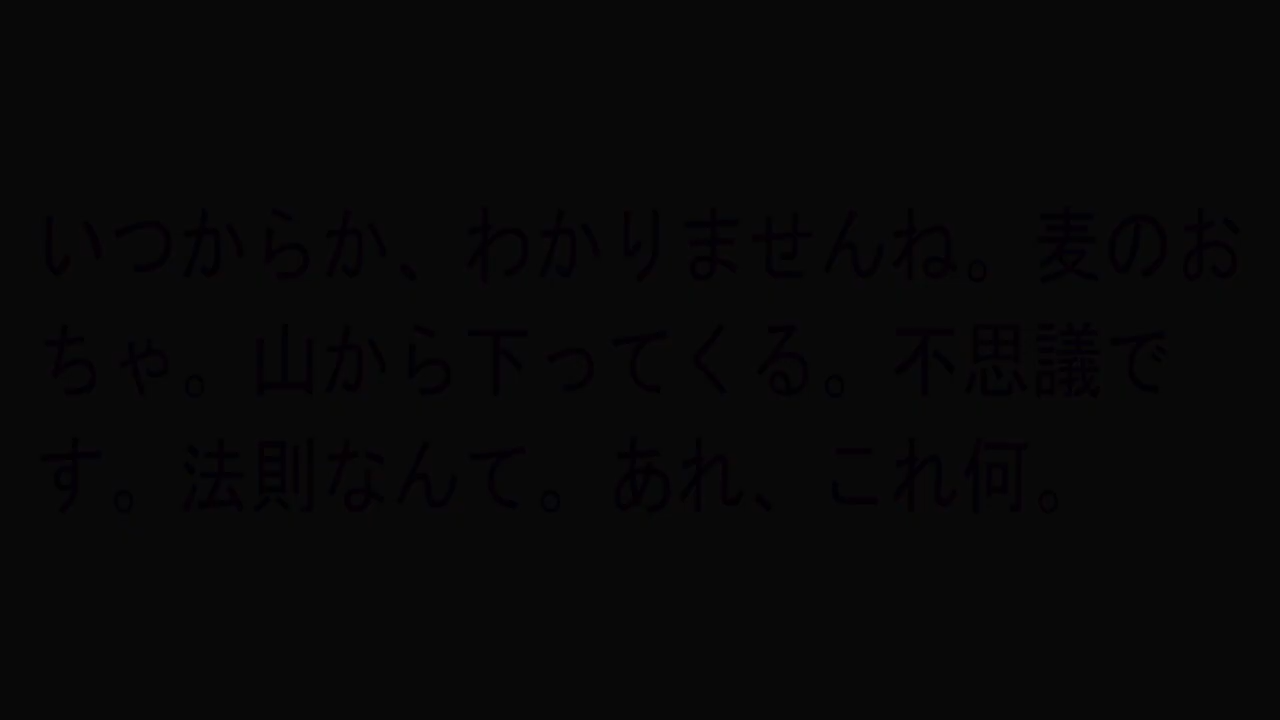 いつからか、わかりませんね。麦のお
ちゃ。山から下ってくる。不思議で
す。法則なんて。あれ、これ何。